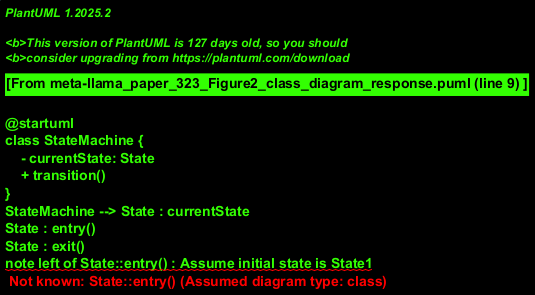 PlantUML 1.2025.2
<b>This version of PlantUML is 127 days old, so you should
<b>consider upgrading from https://plantuml.com/download
[From meta-llama_paper_323_Figure2_class_diagram_response.puml (line 9) ]
@startuml
class StateMachine {
- currentState: State
+ transition()
}
StateMachine --> State : currentState
State : entry()
State : exit()
note left of State::entry() : Assume initial state is State1
Not known: State::entry() (Assumed diagram type: class)